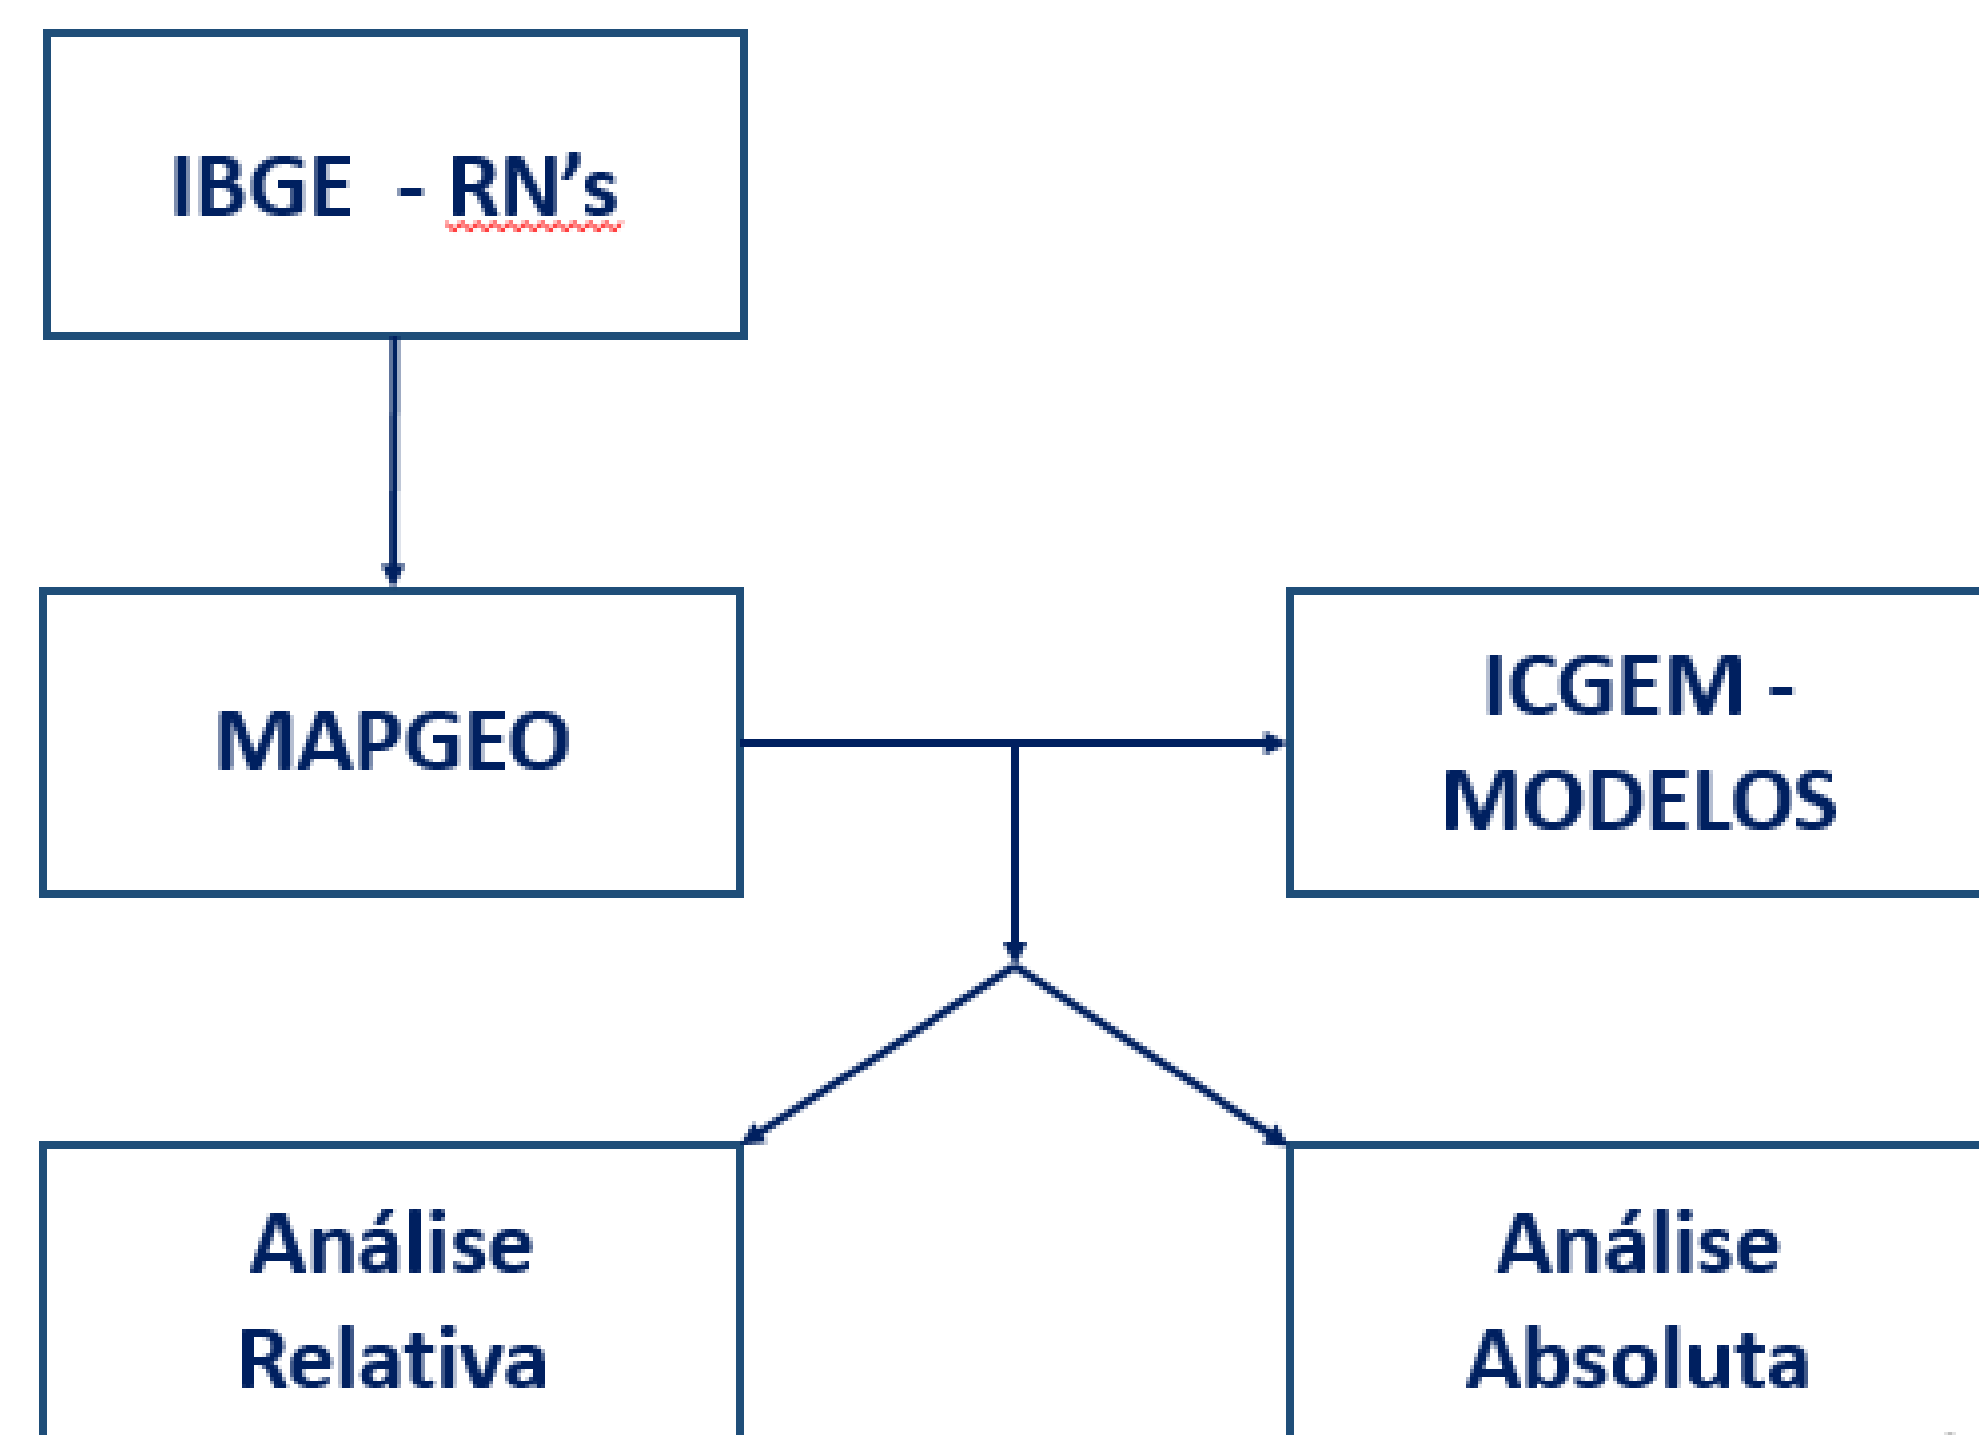 IBGE - RN’s
MAPGEO
ICGEM -
MODELOS
Análise
Relativa
Análise
Absoluta